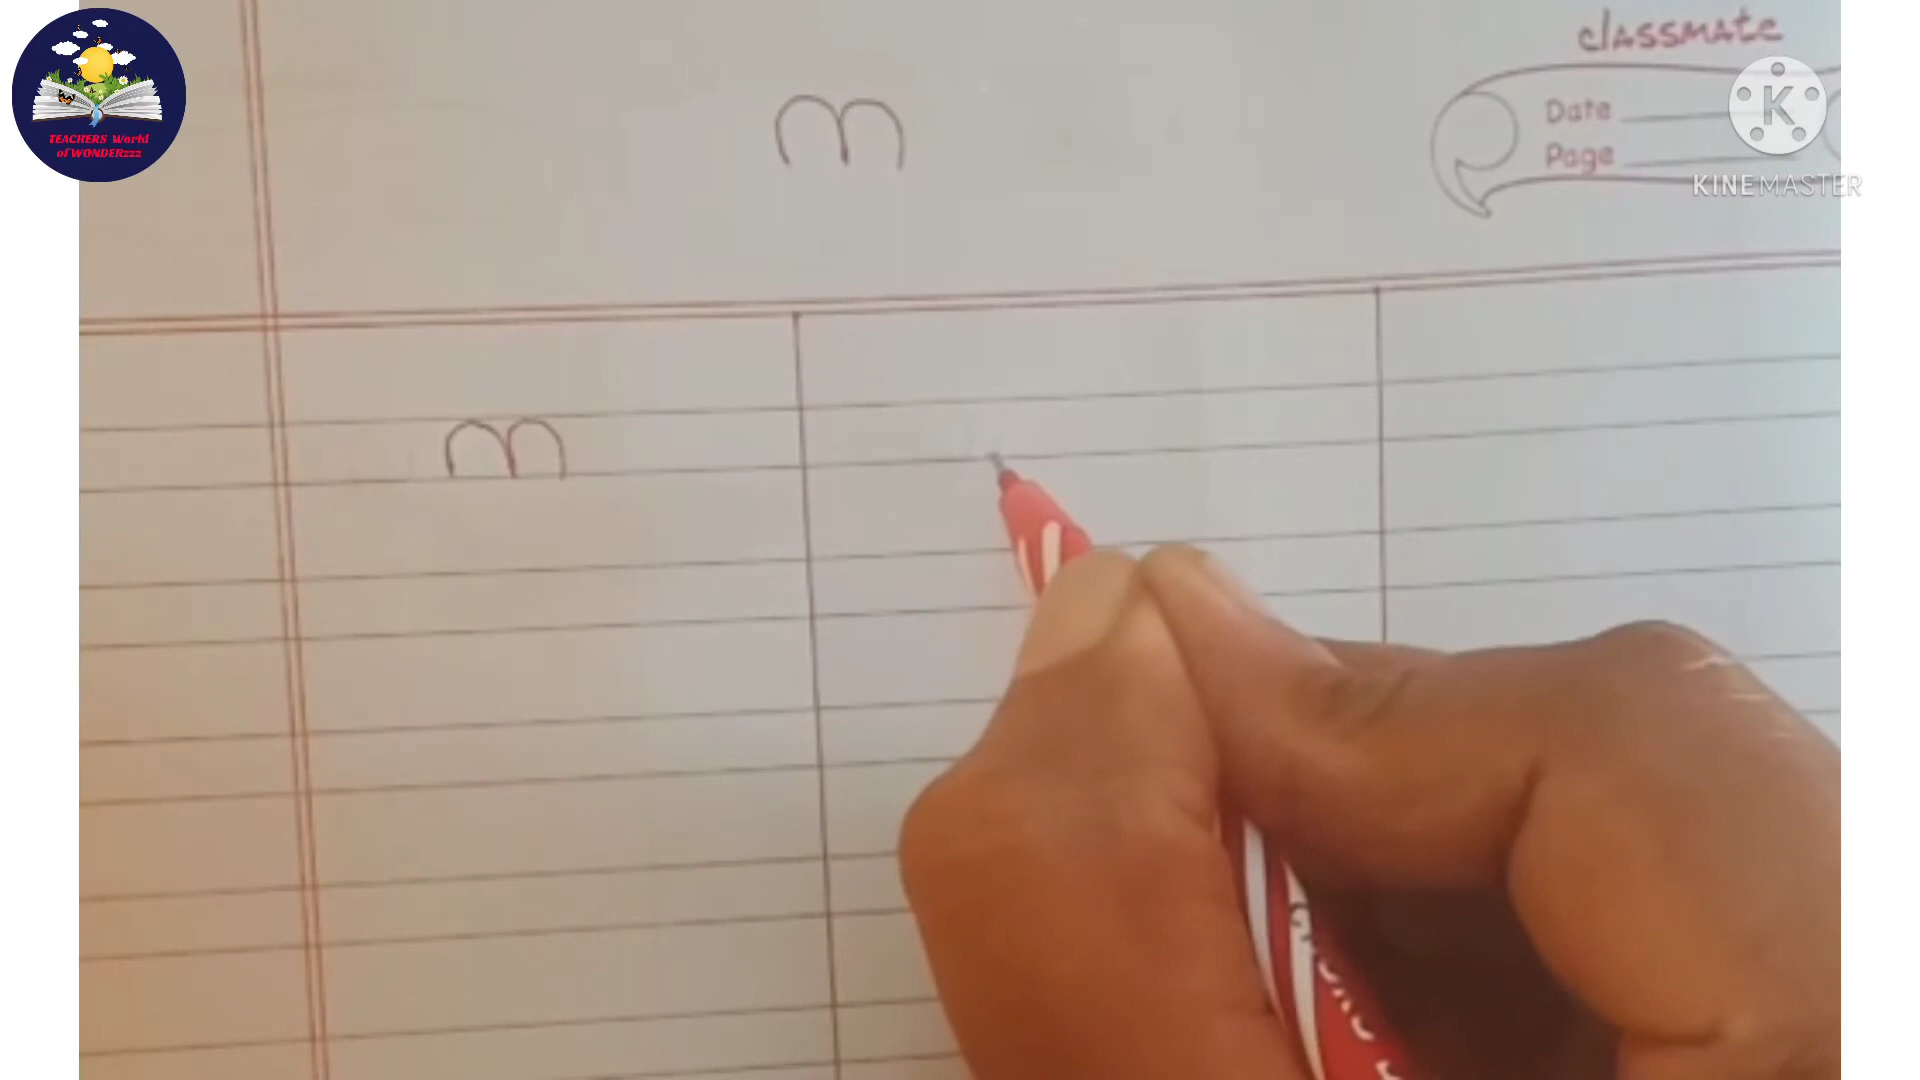 TEACHERS World
of WONDERzzz
classmate
m
Date
Page
K
KINEMASTER
m